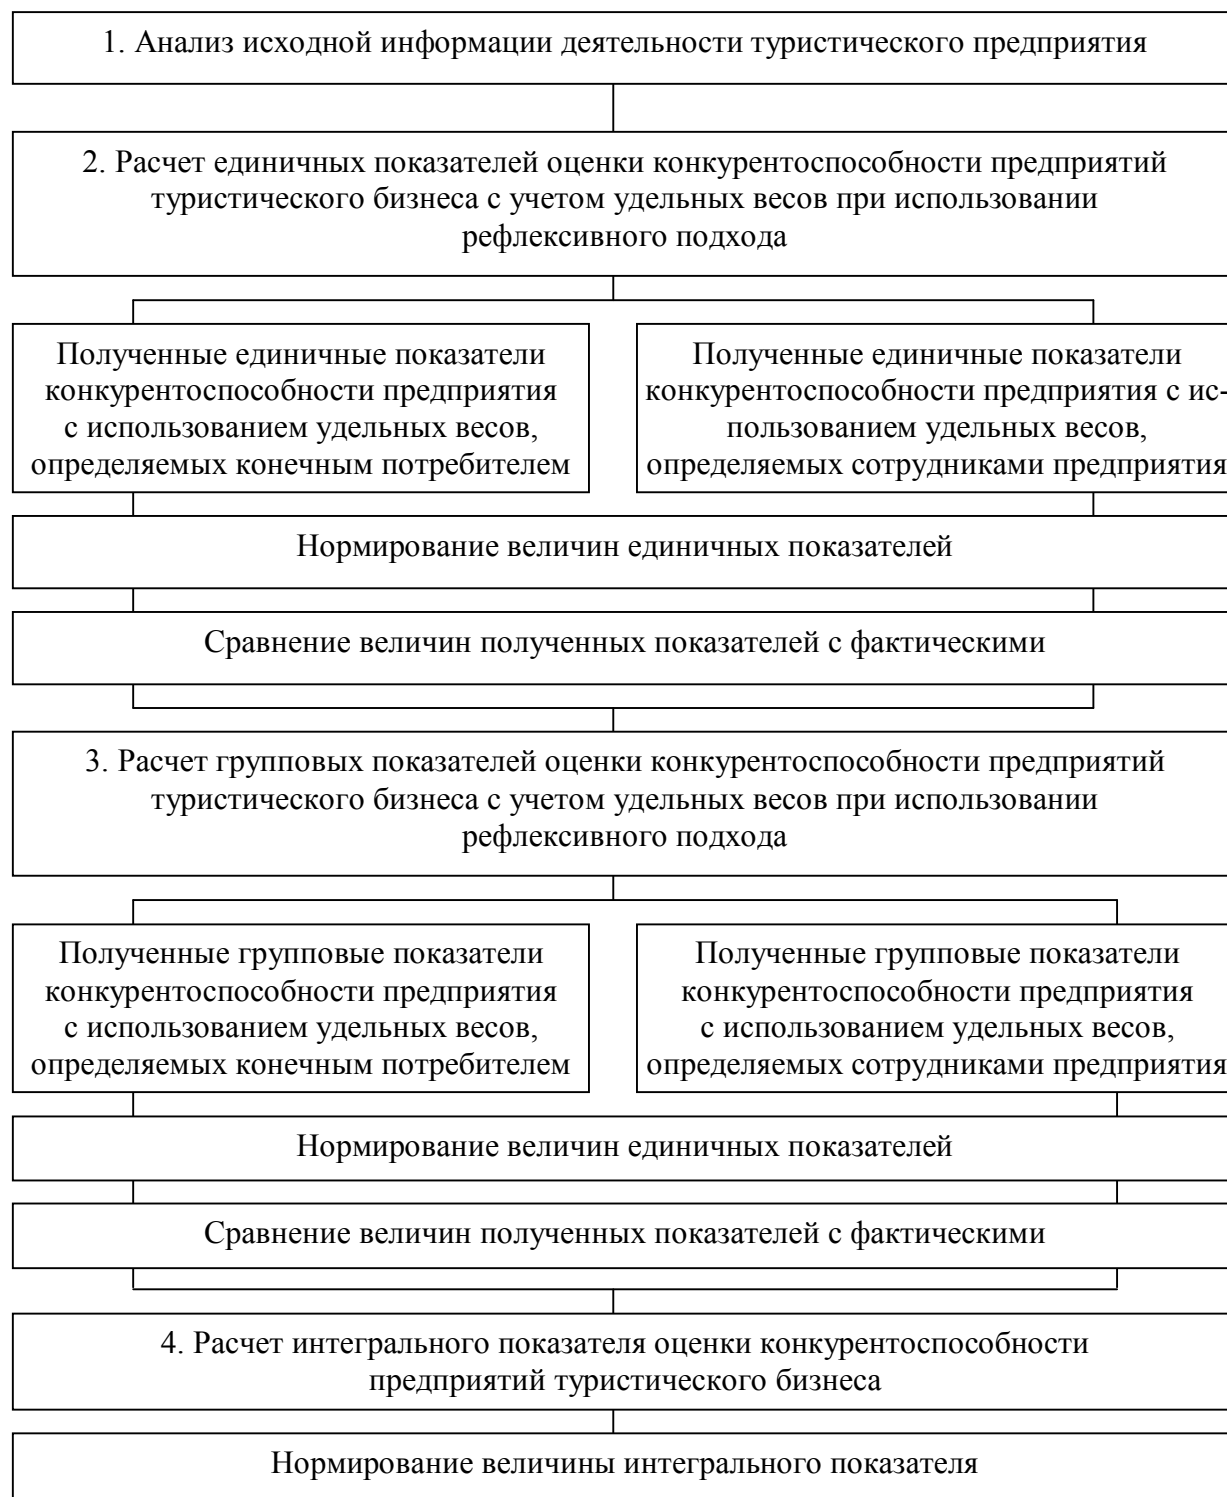 1. Анализ исходной информации деятельности туристического предприятия
2. Расчет единичных показателей оценки конкурентоспособности предприятий
туристического бизнеса с учетом удельных весов при использовании
рефлексивного подхода
Полученные единичные показатели
конкурентоспособности предприятия
с использованием удельных весов,
определяемых конечным потребителем
Полученные единичные показатели
конкурентоспособности предприятия с ис-
пользованием удельных весов,
определяемых сотрудниками предприятия
Нормирование величин единичных показателей
Сравнение величин полученных показателей с фактическими
3. Расчет групповых показателей оценки конкурентоспособности предприятий
туристического бизнеса с учетом удельных весов при использовании
рефлексивного подхода
Полученные групповые показатели
конкурентоспособности предприятия
с использованием удельных весов,
определяемых конечным потребителем
Полученные групповые показатели
конкурентоспособности предприятия
с использованием удельных весов,
определяемых сотрудниками предприятия
Нормирование величин единичных показателей
Сравнение величин полученных показателей с фактическими
4. Расчет интегрального показателя оценки конкурентоспособности
предприятий туристического бизнеса
Нормирование величины интегрального показателя